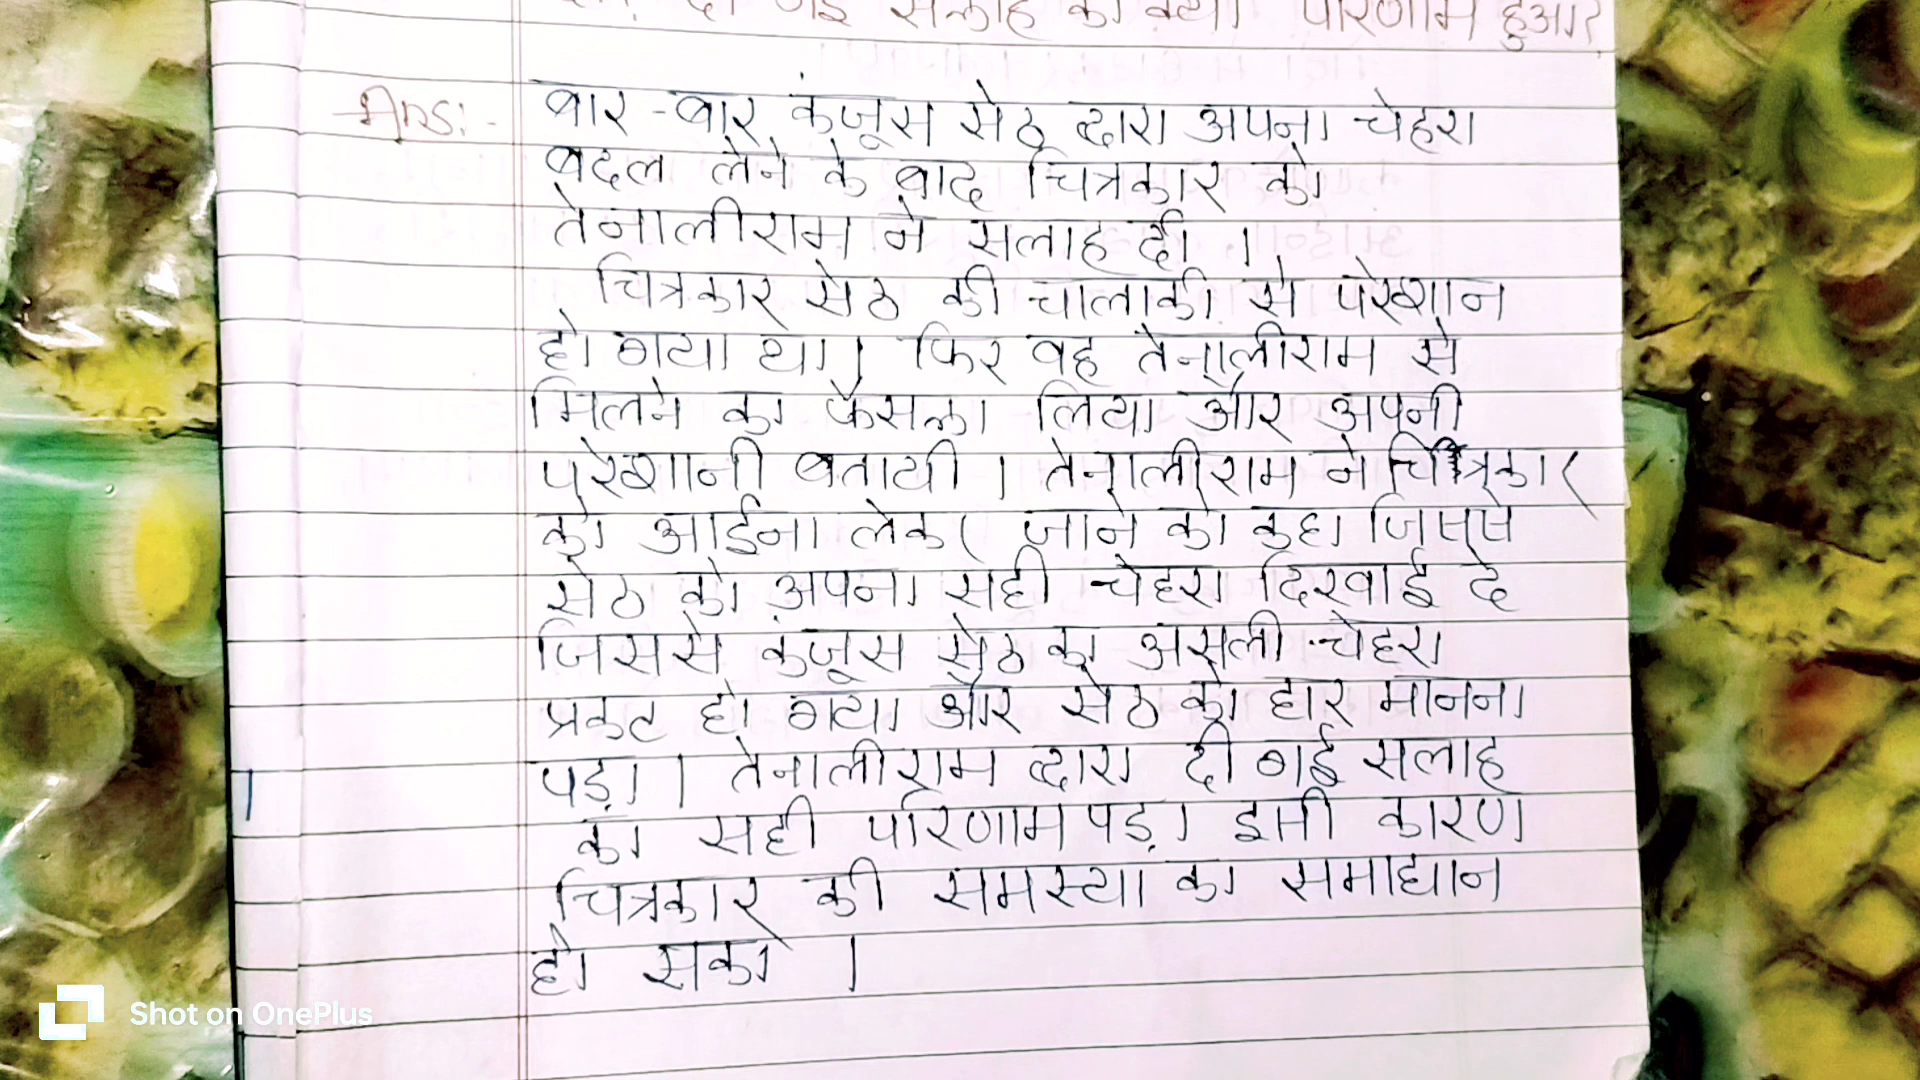 दी गई सलाह का क्या परिणाम हुआ?
Ans:- बार-बार कंजूस सेठ द्वारा अपना चेहरा
बदल लेने के बाद चित्रकार को
तेनालीराम ने सलाह दी ।
चित्रकार सेठ की चालाकी से परेशान
हो गया था। फिर वह तेनालीराम से
मिलने का फैसला लिया और अपनी
परेशानी बतायी । तेनालीराम ने चित्रकार
को आईना लेकर जाने को कहा जिससे
सेठ को अपना सही चेहरा दिखाई दे
जिससे कंजूस सेठ का असली चेहरा
प्रकट हो गया और सेठ को हार मानना
पड़ा । तेनालीराम द्वारा दी गई सलाह
का सही परिणाम पड़ा इसी कारण
चित्रकार की समस्या का समाधान
हो सका ।
Shot on OnePlus